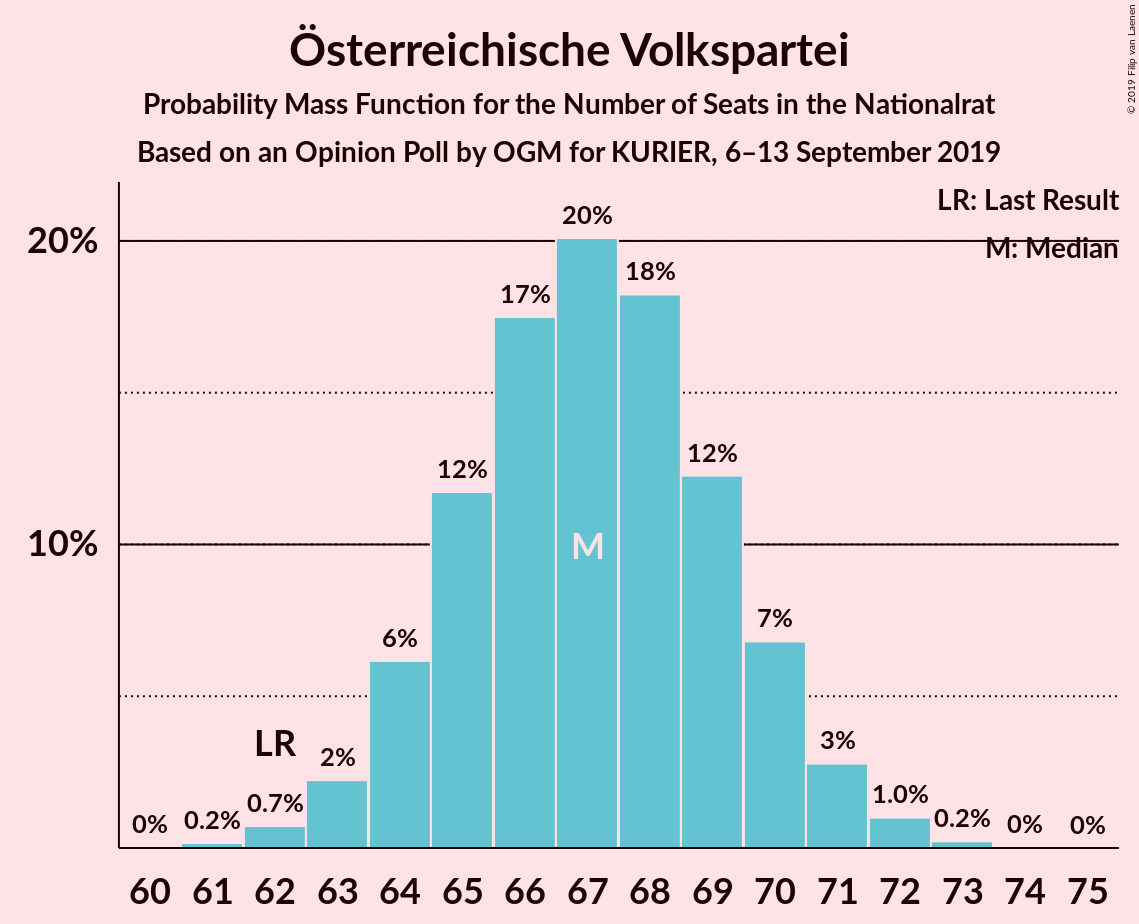 Österreichische Volkspartei
Probability Mass Function for the Number of Seats in the Nationalrat
Based on an Opinion Poll by OGM for KURIER, 6–13 September 2019
© 2019 Filip van Laenen
LR: Last Result
M: Median
20%
10%
0%
0.2%
0.7%
LR
2%
6%
12%
17%
20%
M
18%
12%
7%
3%
1.0%
0.2%
0%
0%
60 61 62 63 64 65 66 67 68 69 70 71 72 73 74 75